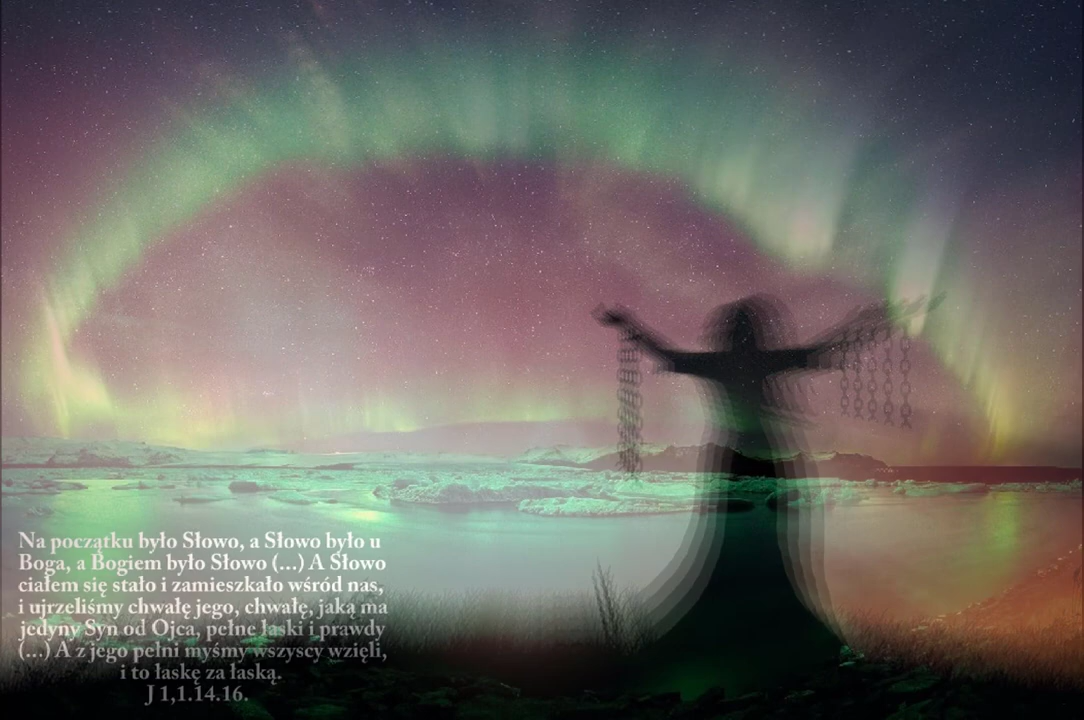 Na początku było Słowo, a Słowo było u
Boga, a Bogiem było Słowo (...) A Słowo
ciałem się stało i zamieszkało wśród nas,
i ujrzeliśmy chwałę jego, chwałę, jaką ma
jedyny Syn od Ojca, pełne łaski i prawdy
(...) A z jego pełni myśmy wszyscy wzięli,
i to łaskę za łaską.
J 1,1.14.16.